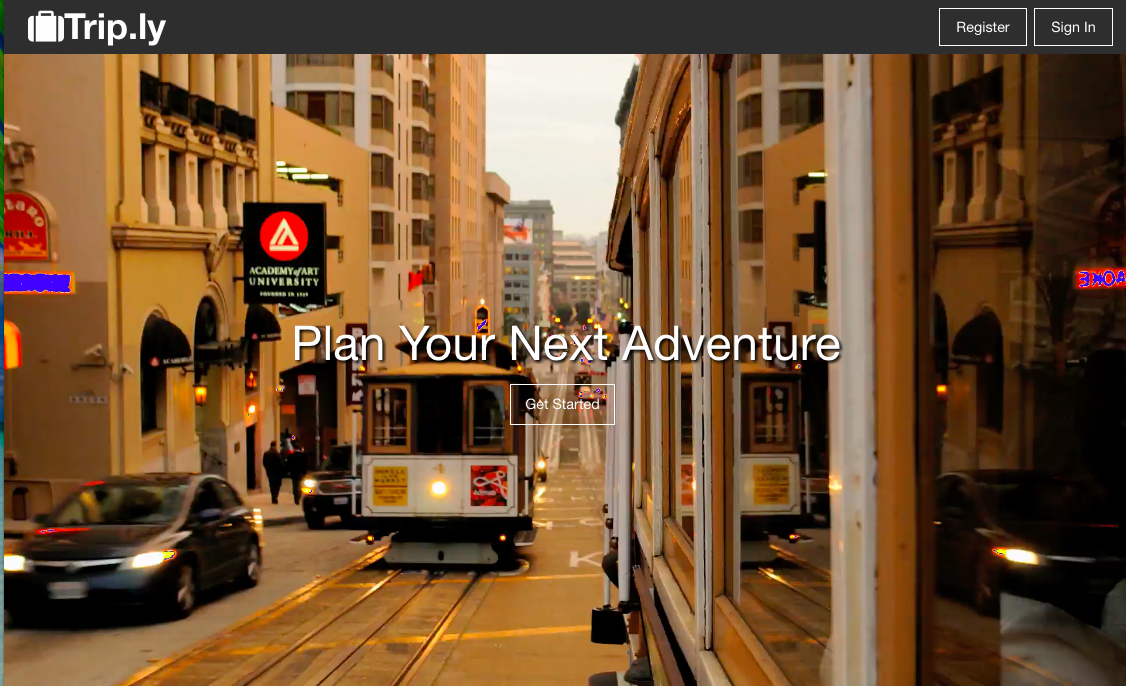 Trip.ly
Register
Sign In
ACADEMY of ART
UNIVERSITY
FOUNDED IN 1929
Plan Your Next Adventure
Get Started